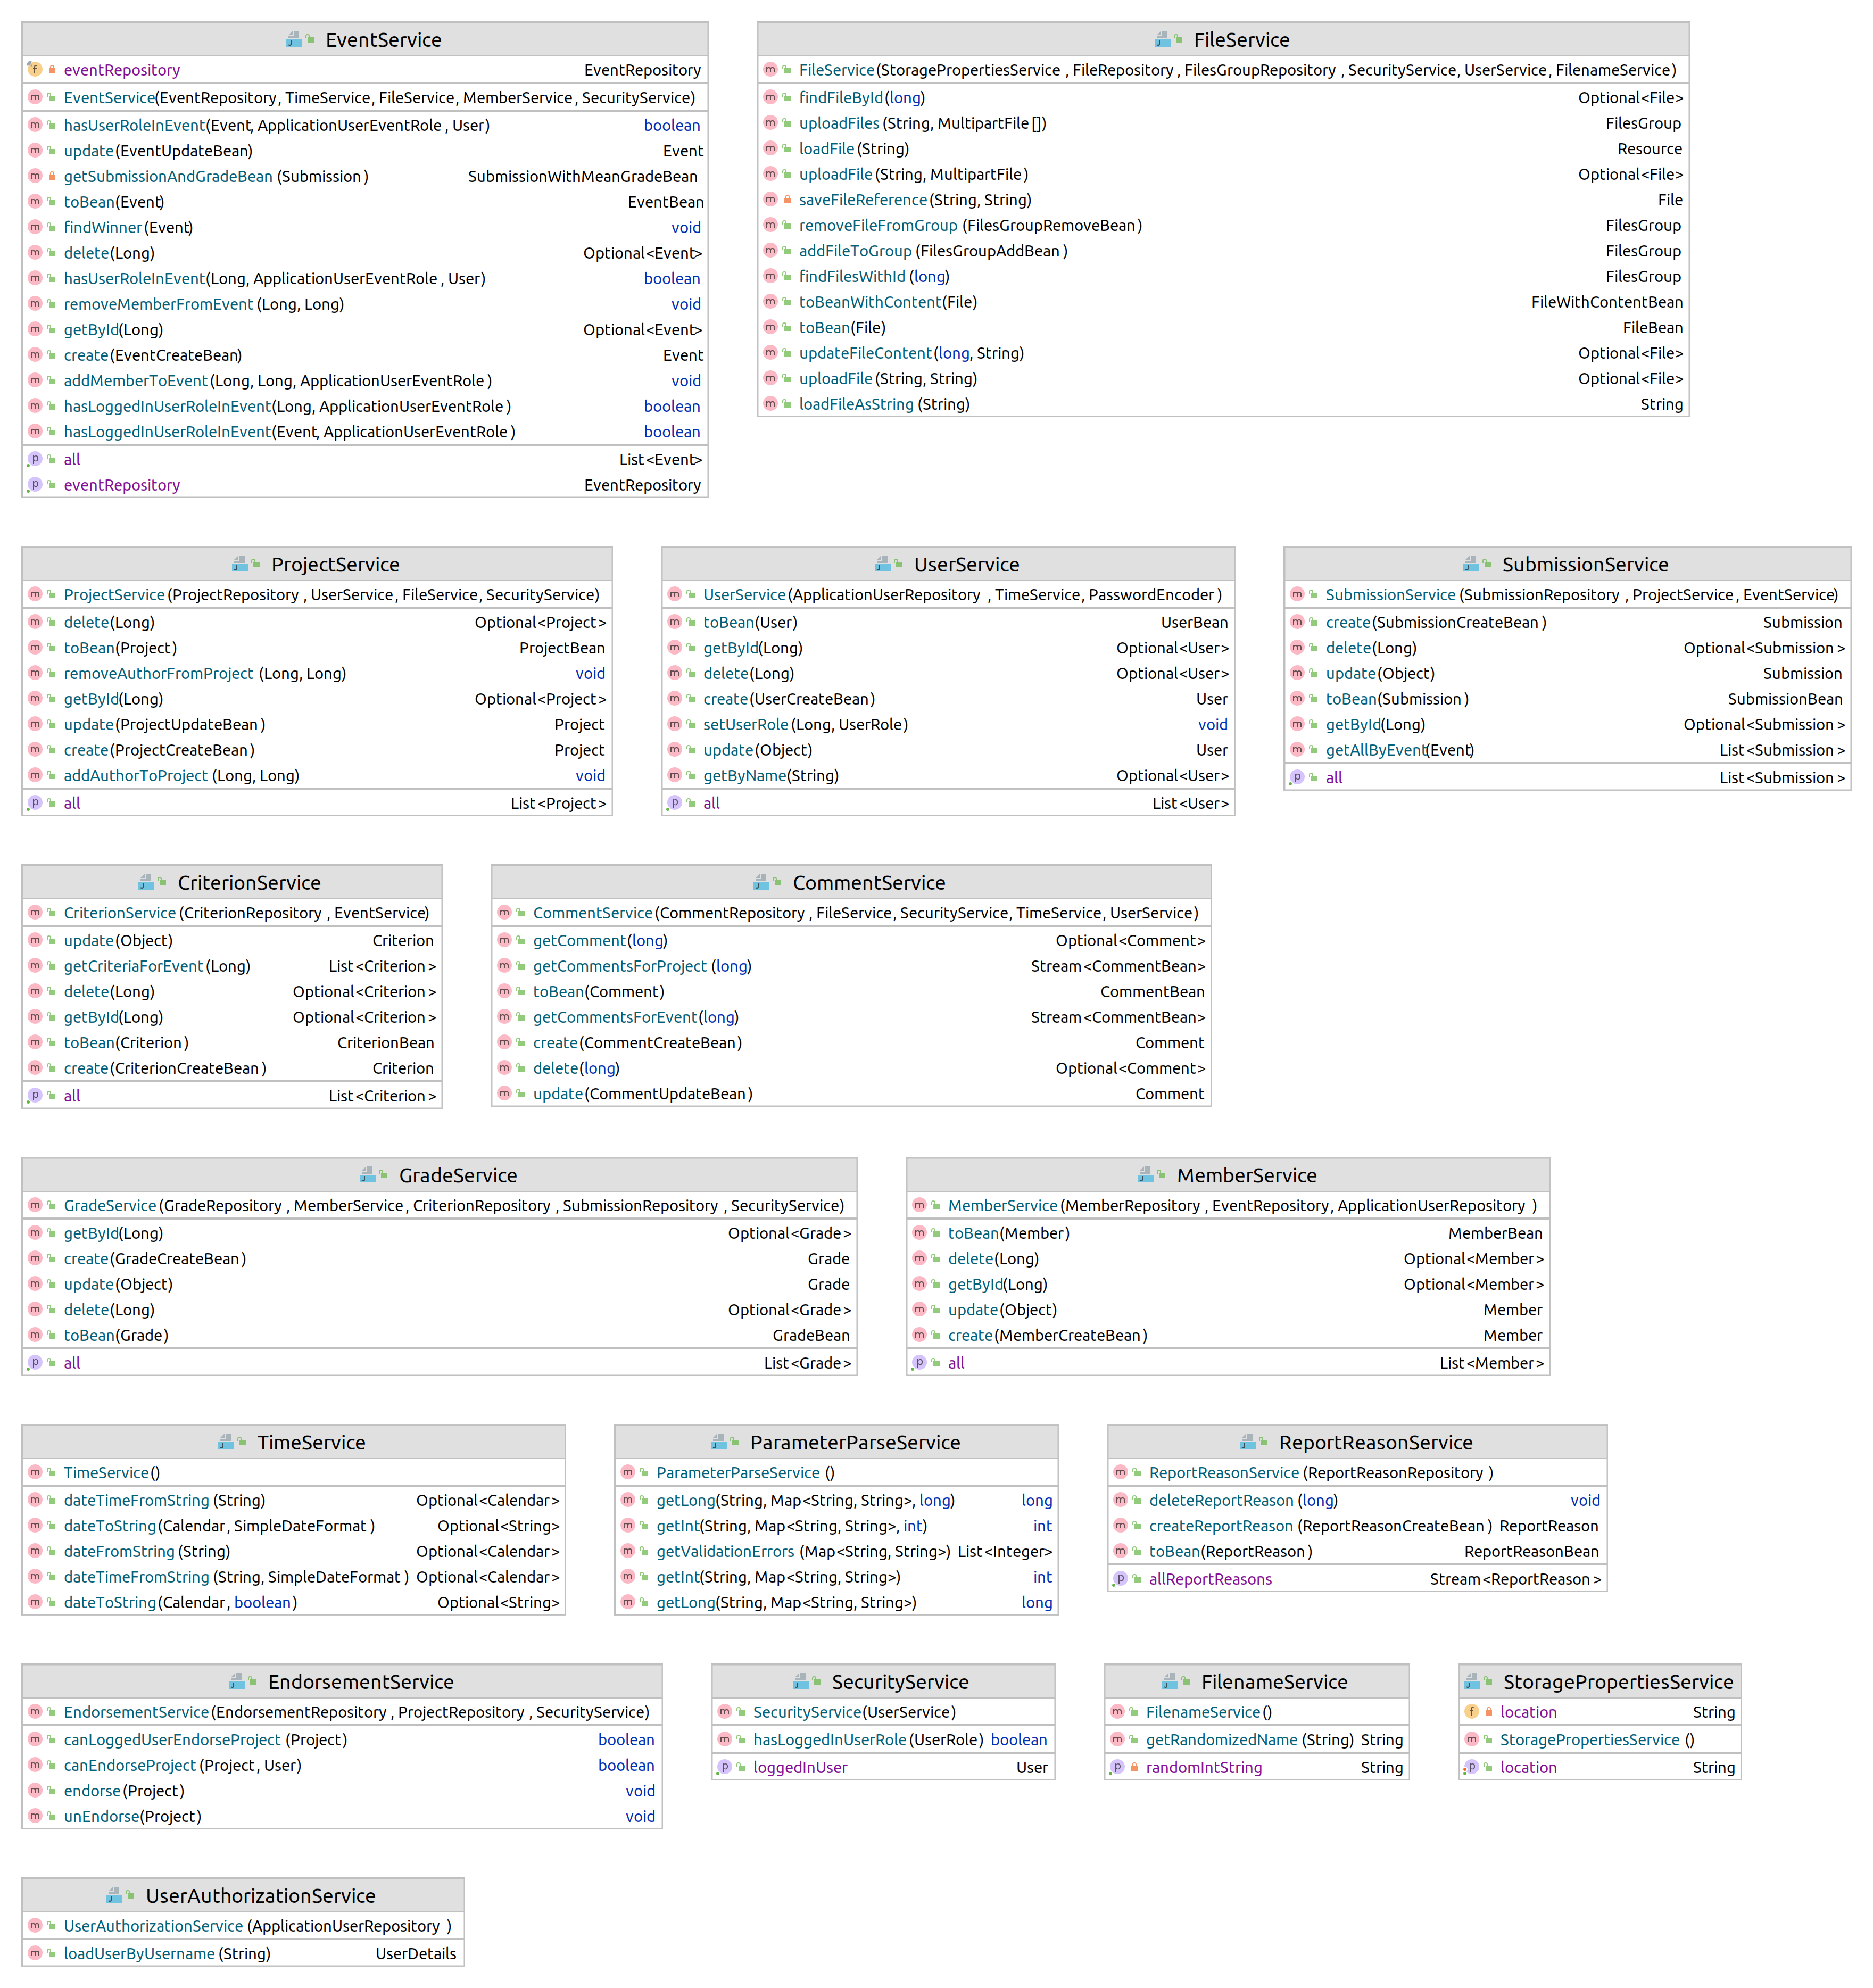 EventService
eventRepository EventRepository
EventService(EventRepository, TimeService, FileService, MemberService, SecurityService)
hasUserRoleInEvent(Event, ApplicationUserEventRole, User) boolean
update(EventUpdateBean) Event
getSubmissionAndGradeBean(Submission) SubmissionWithMeanGradeBean
toBean(Event) EventBean
findWinner(Event) void
delete(Long) Optional<Event>
hasUserRoleInEvent(Long, ApplicationUserEventRole, User) boolean
removeMemberFromEvent(Long, Long) void
getById(Long) Optional<Event>
create(EventCreateBean) Event
addMemberToEvent(Long, Long, ApplicationUserEventRole) void
hasLoggedInUserRoleInEvent(Long, ApplicationUserEventRole) boolean
hasLoggedInUserRoleInEvent(Event, ApplicationUserEventRole) boolean
all List<Event>
eventRepository EventRepository
FileService
FileService(StoragePropertiesService, FileRepository, FilesGroupRepository, SecurityService, UserService, FilenameService)
findFileById(long) Optional<File>
uploadFiles(String, MultipartFile[]) FilesGroup
loadFile(String) Resource
uploadFile(String, MultipartFile) Optional<File>
saveFileReference(String, String) File
removeFileFromGroup(FilesGroupRemoveBean) FilesGroup
addFileToGroup(FilesGroupAddBean) FilesGroup
findFilesWithId(long) FilesGroup
toBeanWithContent(File) FileWithContentBean
toBean(File) FileBean
updateFileContent(long, String) Optional<File>
uploadFile(String, String) Optional<File>
loadFileAsString(String) String
ProjectService
ProjectService(ProjectRepository, UserService, FileService, SecurityService)
delete(Long) Optional<Project>
toBean(Project) ProjectBean
removeAuthorFromProject(Long, Long) void
getById(Long) Optional<Project>
update(ProjectUpdateBean) Project
create(ProjectCreateBean) Project
addAuthorToProject(Long, Long) void
all List<Project>
UserService
UserService(ApplicationUserRepository, TimeService, PasswordEncoder)
toBean(User) UserBean
getById(Long) Optional<User>
delete(Long) Optional<User>
create(UserCreateBean) User
setUserRole(Long, UserRole) void
update(Object) User
getByName(String) Optional<User>
all List<User>
SubmissionService
SubmissionService(SubmissionRepository, ProjectService, EventService)
create(SubmissionCreateBean) Submission
delete(Long) Optional<Submission>
update(Object) Submission
toBean(Submission) SubmissionBean
getById(Long) Optional<Submission>
getAllByEvent(Event) List<Submission>
all List<Submission>
CriterionService
CriterionService(CriterionRepository, EventService)
update(Object) Criterion
getCriteriaForEvent(Long) List<Criterion>
delete(Long) Optional<Criterion>
getById(Long) Optional<Criterion>
toBean(Criterion) CriterionBean
create(CriterionCreateBean) Criterion
all List<Criterion>
CommentService
CommentService(CommentRepository, FileService, SecurityService, TimeService, UserService)
getComment(long) Optional<Comment>
getCommentsForProject(long) Stream<CommentBean>
toBean(Comment) CommentBean
getCommentsForEvent(long) Stream<CommentBean>
create(CommentCreateBean) Comment
delete(long) Optional<Comment>
update(CommentUpdateBean) Comment
GradeService
GradeService(GradeRepository, MemberService, CriterionRepository, SubmissionRepository, SecurityService)
getById(Long) Optional<Grade>
create(GradeCreateBean) Grade
update(Object) Grade
delete(Long) Optional<Grade>
toBean(Grade) GradeBean
all List<Grade>
MemberService
MemberService(MemberRepository, EventRepository, ApplicationUserRepository)
toBean(Member) MemberBean
delete(Long) Optional<Member>
getById(Long) Optional<Member>
update(Object) Member
create(MemberCreateBean) Member
all List<Member>
TimeService
TimeService()
dateTimeFromString(String) Optional<Calendar>
dateToString(Calendar, SimpleDateFormat) Optional<String>
dateFromString(String) Optional<Calendar>
dateTimeFromString(String, SimpleDateFormat) Optional<Calendar>
dateToString(Calendar, boolean) Optional<String>
ParameterParseService
ParameterParseService()
getLong(String, Map<String, String>, long) long
getInt(String, Map<String, String>, int) int
getValidationErrors(Map<String, String>) List<Integer>
getInt(String, Map<String, String>) int
getLong(String, Map<String, String>) long
ReportReasonService
ReportReasonService(ReportReasonRepository)
deleteReportReason(long) void
createReportReason(ReportReasonCreateBean) ReportReason
toBean(ReportReason) ReportReasonBean
allReportReasons Stream<ReportReason>
EndorsementService
EndorsementService(EndorsementRepository, ProjectRepository, SecurityService)
canLoggedUserEndorseProject(Project) boolean
canEndorseProject(Project, User) boolean
endorse(Project) void
unEndorse(Project) void
SecurityService
SecurityService(UserService)
hasLoggedInUserRole(UserRole) boolean
loggedInUser User
FilenameService
FilenameService()
getRandomizedName(String) String
randomIntString String
StoragePropertiesService
location String
StoragePropertiesService()
location String
UserAuthorizationService
UserAuthorizationService(ApplicationUserRepository)
loadUserByUsername(String) UserDetails